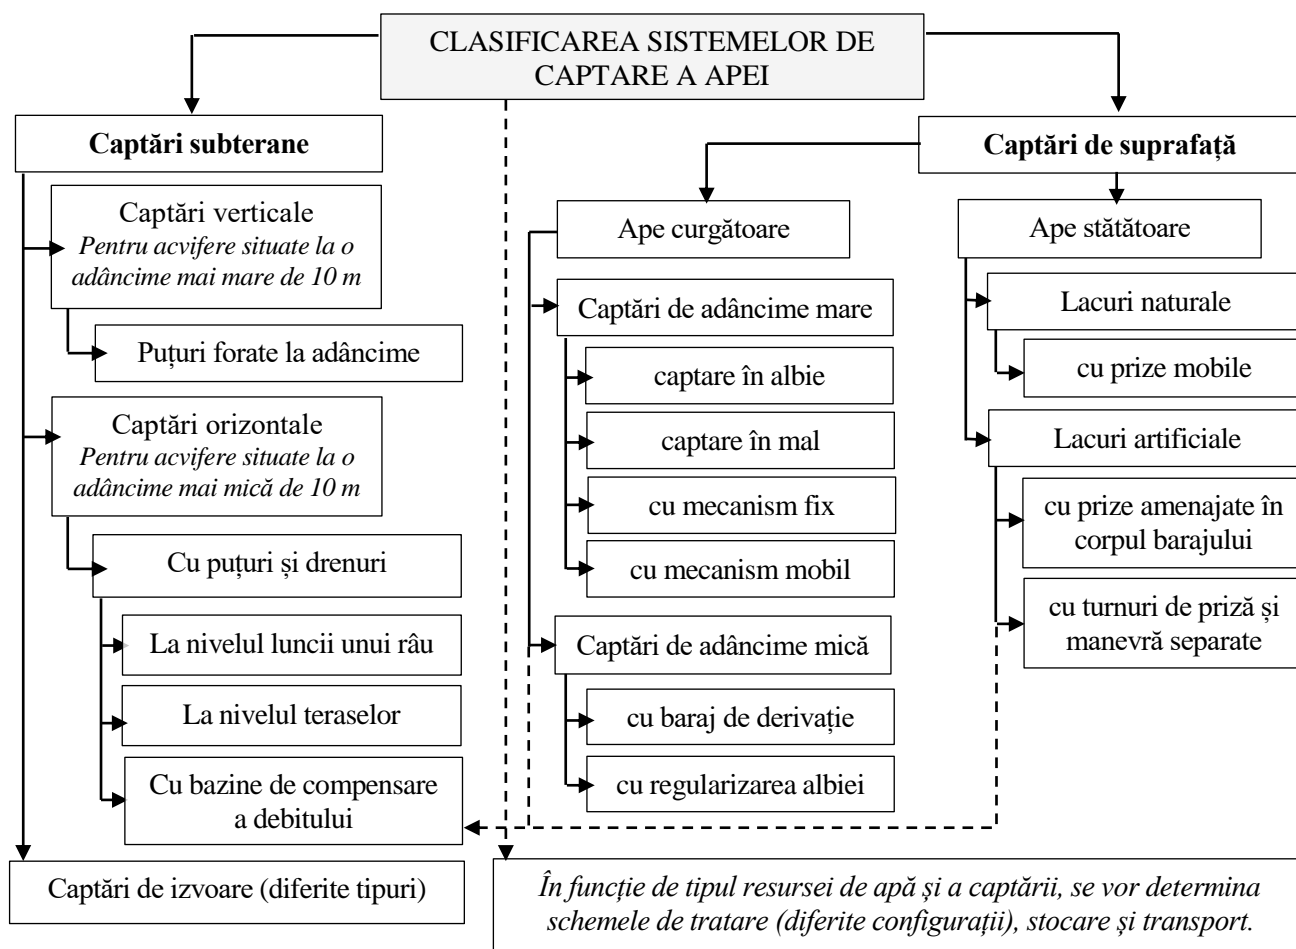 CLASIFICAREA SISTEMELOR DE
CAPTARE A APEI
Captări subterane
Captări verticale
Pentru acvifere situate la o
adâncime mai mare de 10 m
Puțuri forate la adâncime
Captări orizontale
Pentru acvifere situate la o
adâncime mai mică de 10 m
Cu puțuri și drenuri
La nivelul luncii unui râu
La nivelul teraselor
Cu bazine de compensare
a debitului
Captări de izvoare (diferite tipuri)
Captări de suprafață
Ape curgătoare
Captări de adâncime mare
captare în albie
captare în mal
cu mecanism fix
cu mecanism mobil
Captări de adâncime mică
cu baraj de derivație
cu regularizarea albiei
Ape stătătoare
Lacuri naturale
cu prize mobile
Lacuri artificiale
cu prize amenajate în
corpul barajului
cu turnuri de priză și
manevră separate
În funcție de tipul resursei de apă și a captării, se vor determina
schemele de tratare (diferite configurații), stocare și transport.